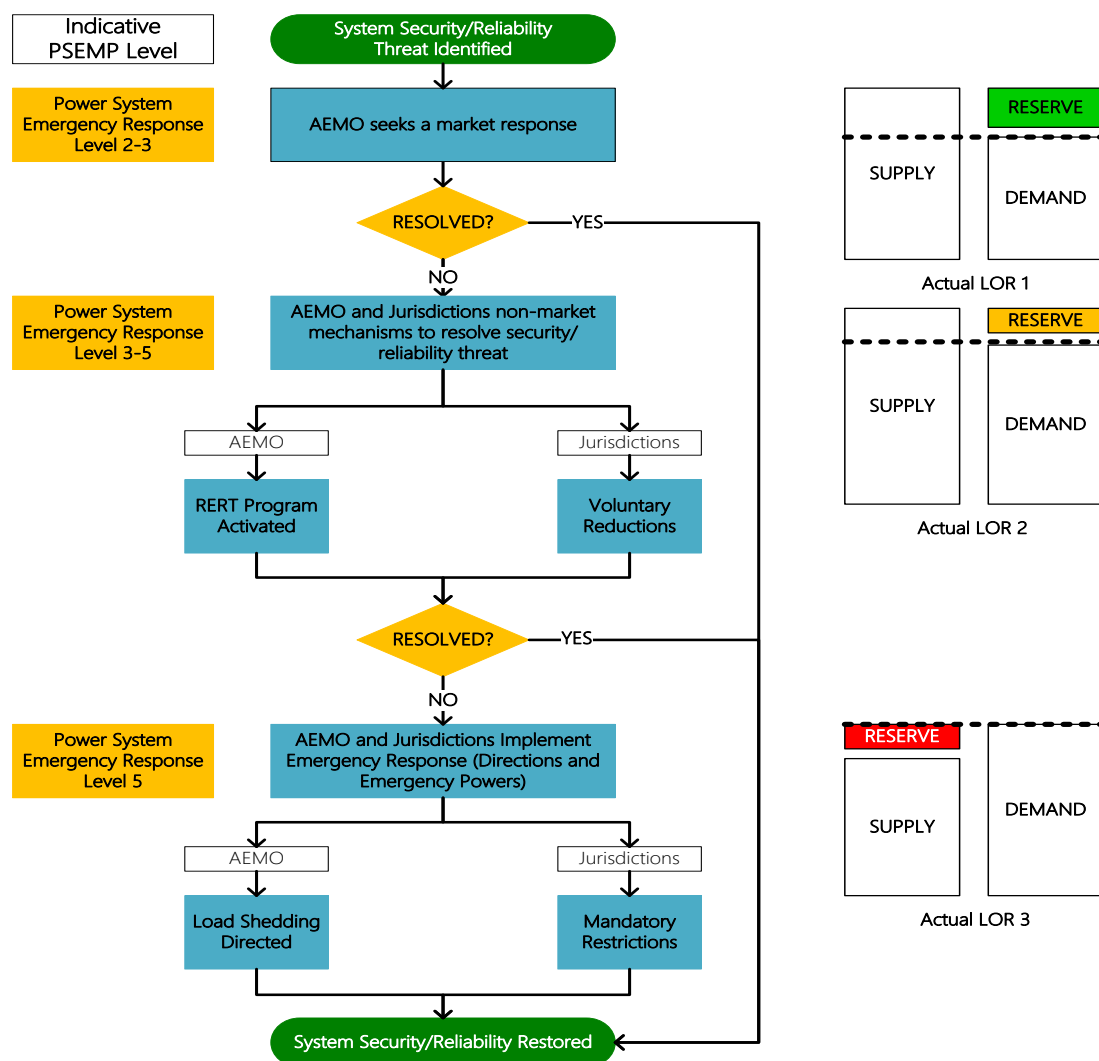 Indicative
PSEMP Level
System Security/Reliability
Threat Identified
Power System
Emergency Response
Level 2-3
AEMO seeks a market response
RESOLVED?
YES
NO
Power System
Emergency Response
Level 3-5
AEMO and Jurisdictions non-market
mechanisms to resolve security/
reliability threat
AEMO
Jurisdictions
RERT Program
Activated
Voluntary
Reductions
RESOLVED?
YES
NO
Power System
Emergency Response
Level 5
AEMO and Jurisdictions Implement
Emergency Response (Directions and
Emergency Powers)
AEMO
Jurisdictions
Load Shedding
Directed
Mandatory
Restrictions
System Security/Reliability Restored
RESERVE
SUPPLY
DEMAND
Actual LOR 1
RESERVE
SUPPLY
DEMAND
Actual LOR 2
RESERVE
SUPPLY
DEMAND
Actual LOR 3